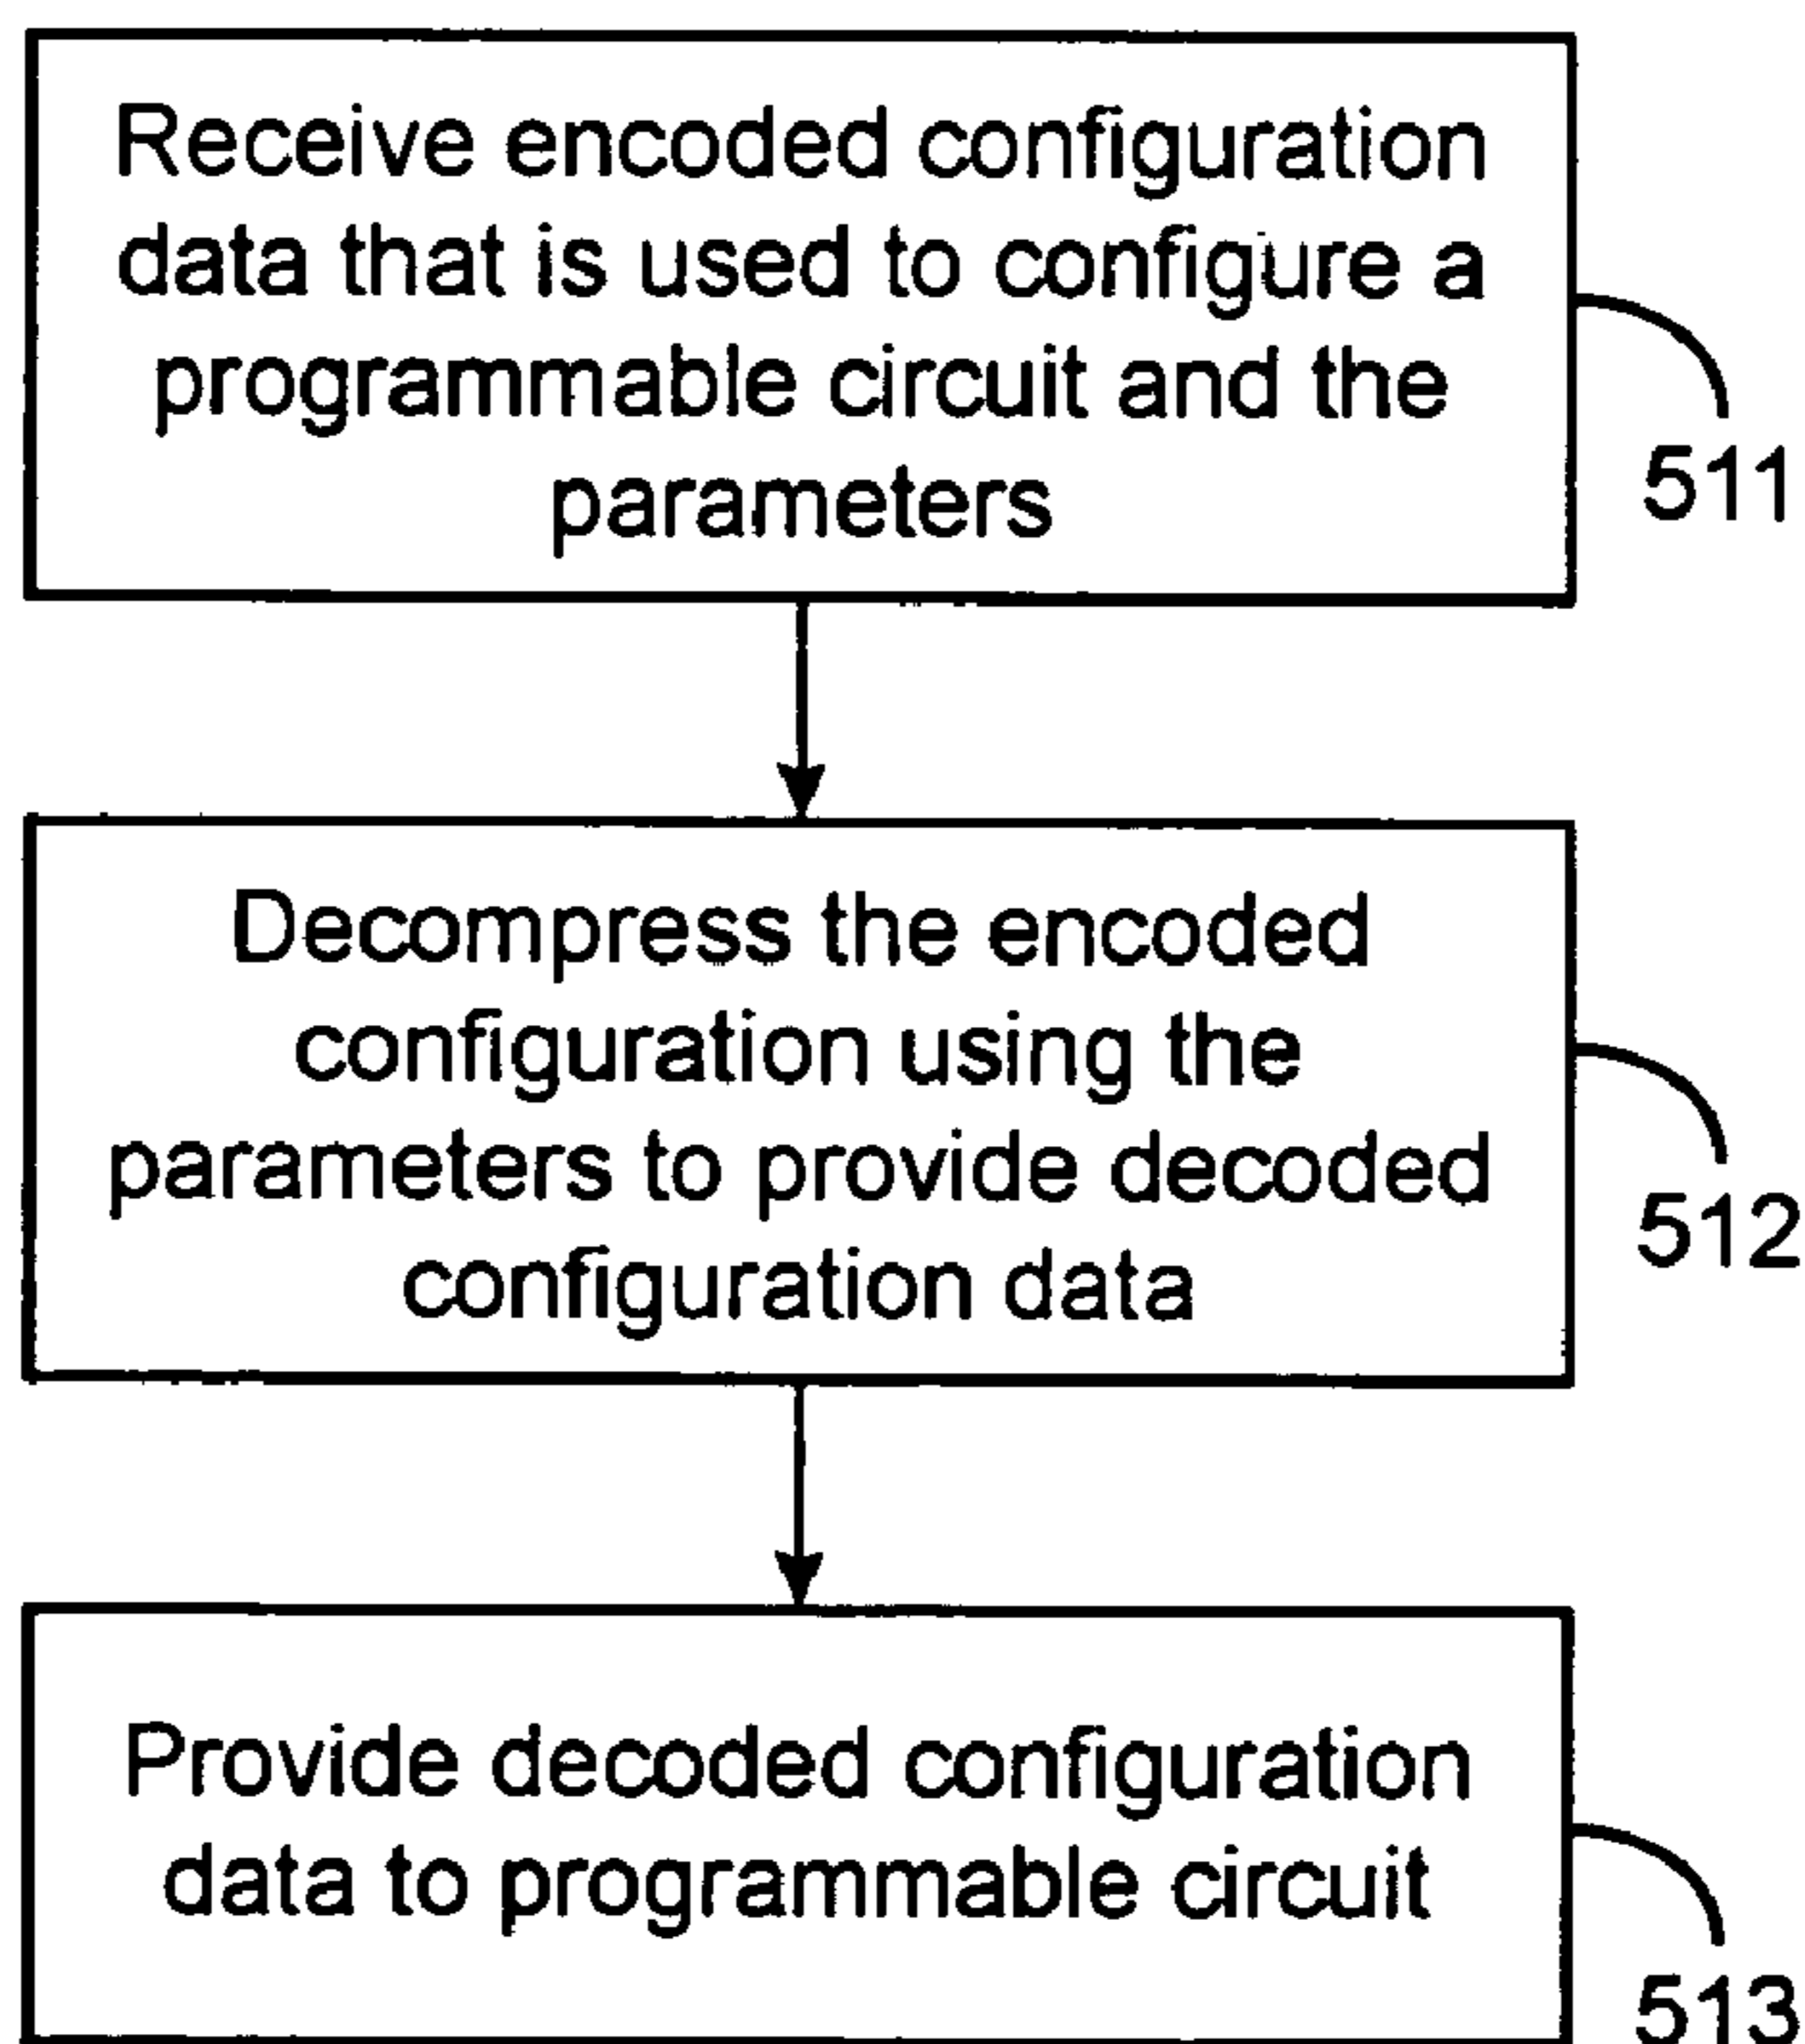 Receive encoded configuration
data that is used to configure a
programmable circuit and the
parameters
511
Decompress the encoded
configuration using the
parameters to provide decoded
configuration data
512
Provide decoded configuration
data to programmable circuit
513